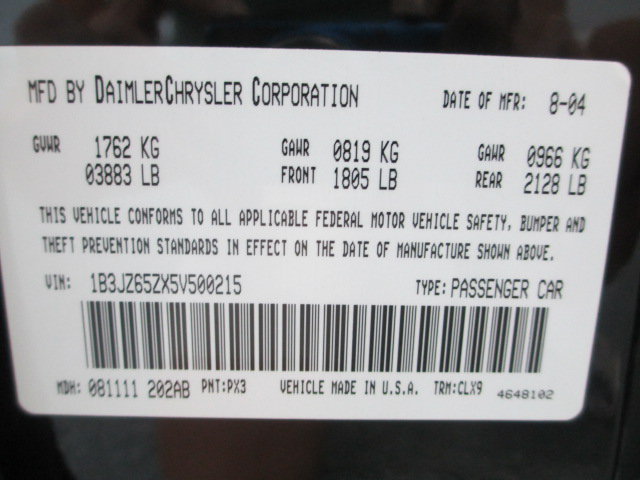 MFD BY DAIMLERCHRYSLER CORPORATION DATE OF MFR: 8-04
GVWR 1762 KG GAWR 0819 KG GAWR 0966 KG
03883 LB FRONT 1805 LB REAR 2128 LB
THIS VEHICLE CONFORMS TO ALL APPLICABLE FEDERAL MOTOR VEHICLE SAFETY, BUMPER AND
THEFT PREVENTION STANDARDS IN EFFECT ON THE DATE OF MANUFACTURE SHOWN ABOVE.
VIN: 1B3JZ65ZX5V500215 TYPE: PASSENGER CAR
MDH: 081111 202AB PNT:PX3 VEHICLE MADE IN U.S.A. TRM:CLX9 4648102